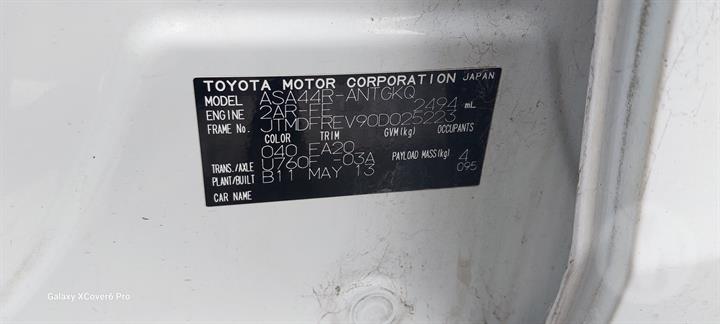 TOYOTA MOTOR CORPORATION JAPAN
MODEL ASA44R-ANTGKQ
ENGINE 2AR-FE 2494 mL
FRAME No. JTMDFREV90D025223
COLOR TRIM GVM(kg) OCCUPANTS
040 FA20 4
TRANS./AXLE U760F -03A PAYLOAD MASS(kg) 095
PLANT/BUILT B11 MAY 13
CAR NAME
Galaxy XCover6 Pro